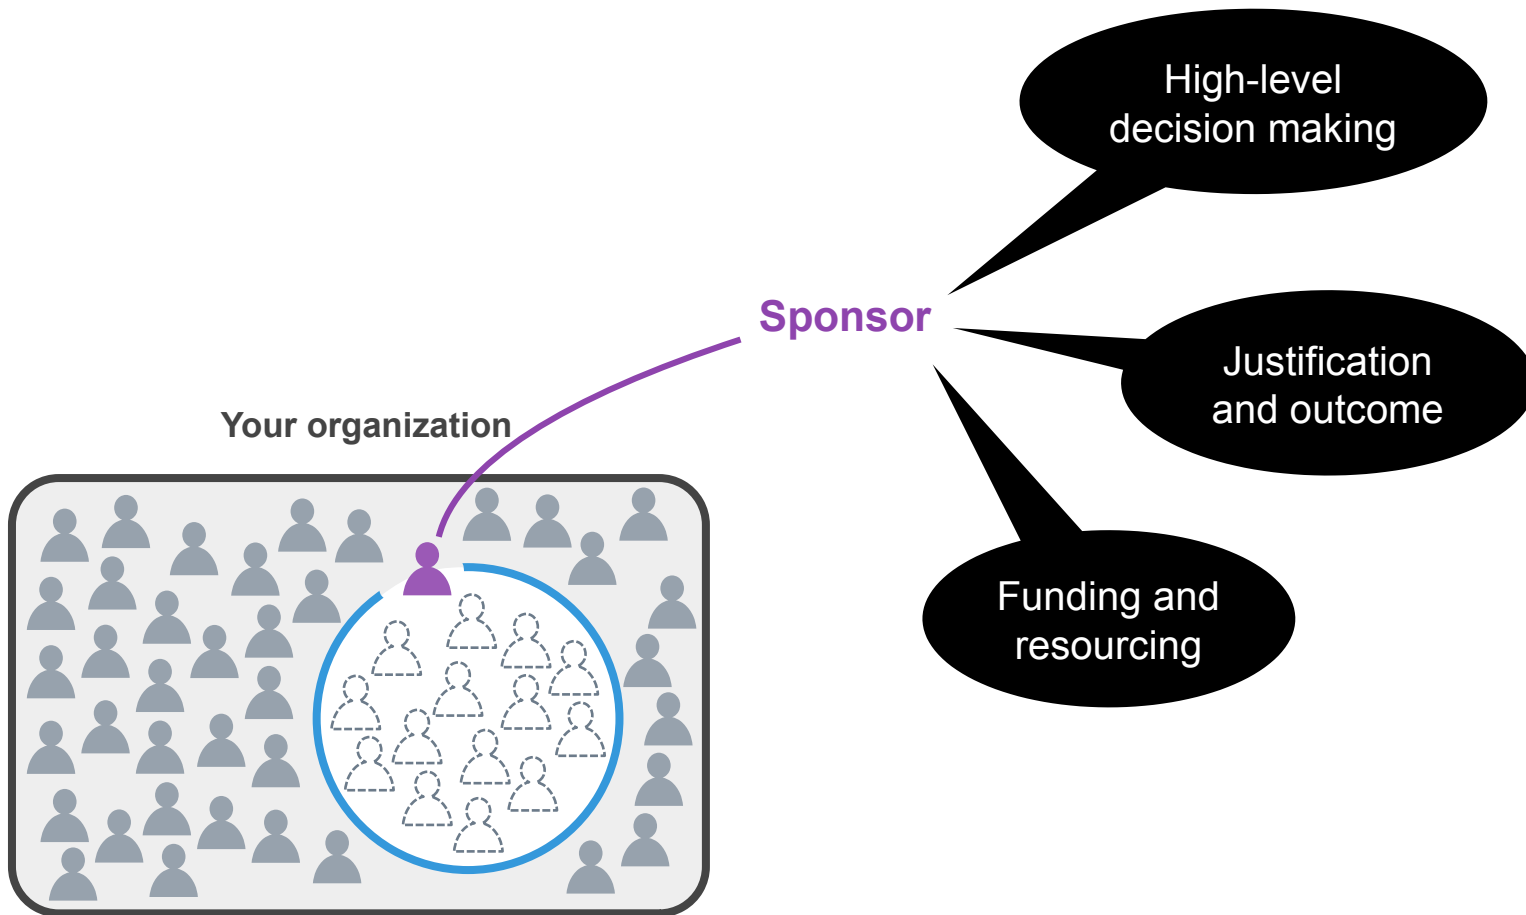 High-level
decision making
Sponsor
Justification
and outcome
Your organization
Funding and
resourcing